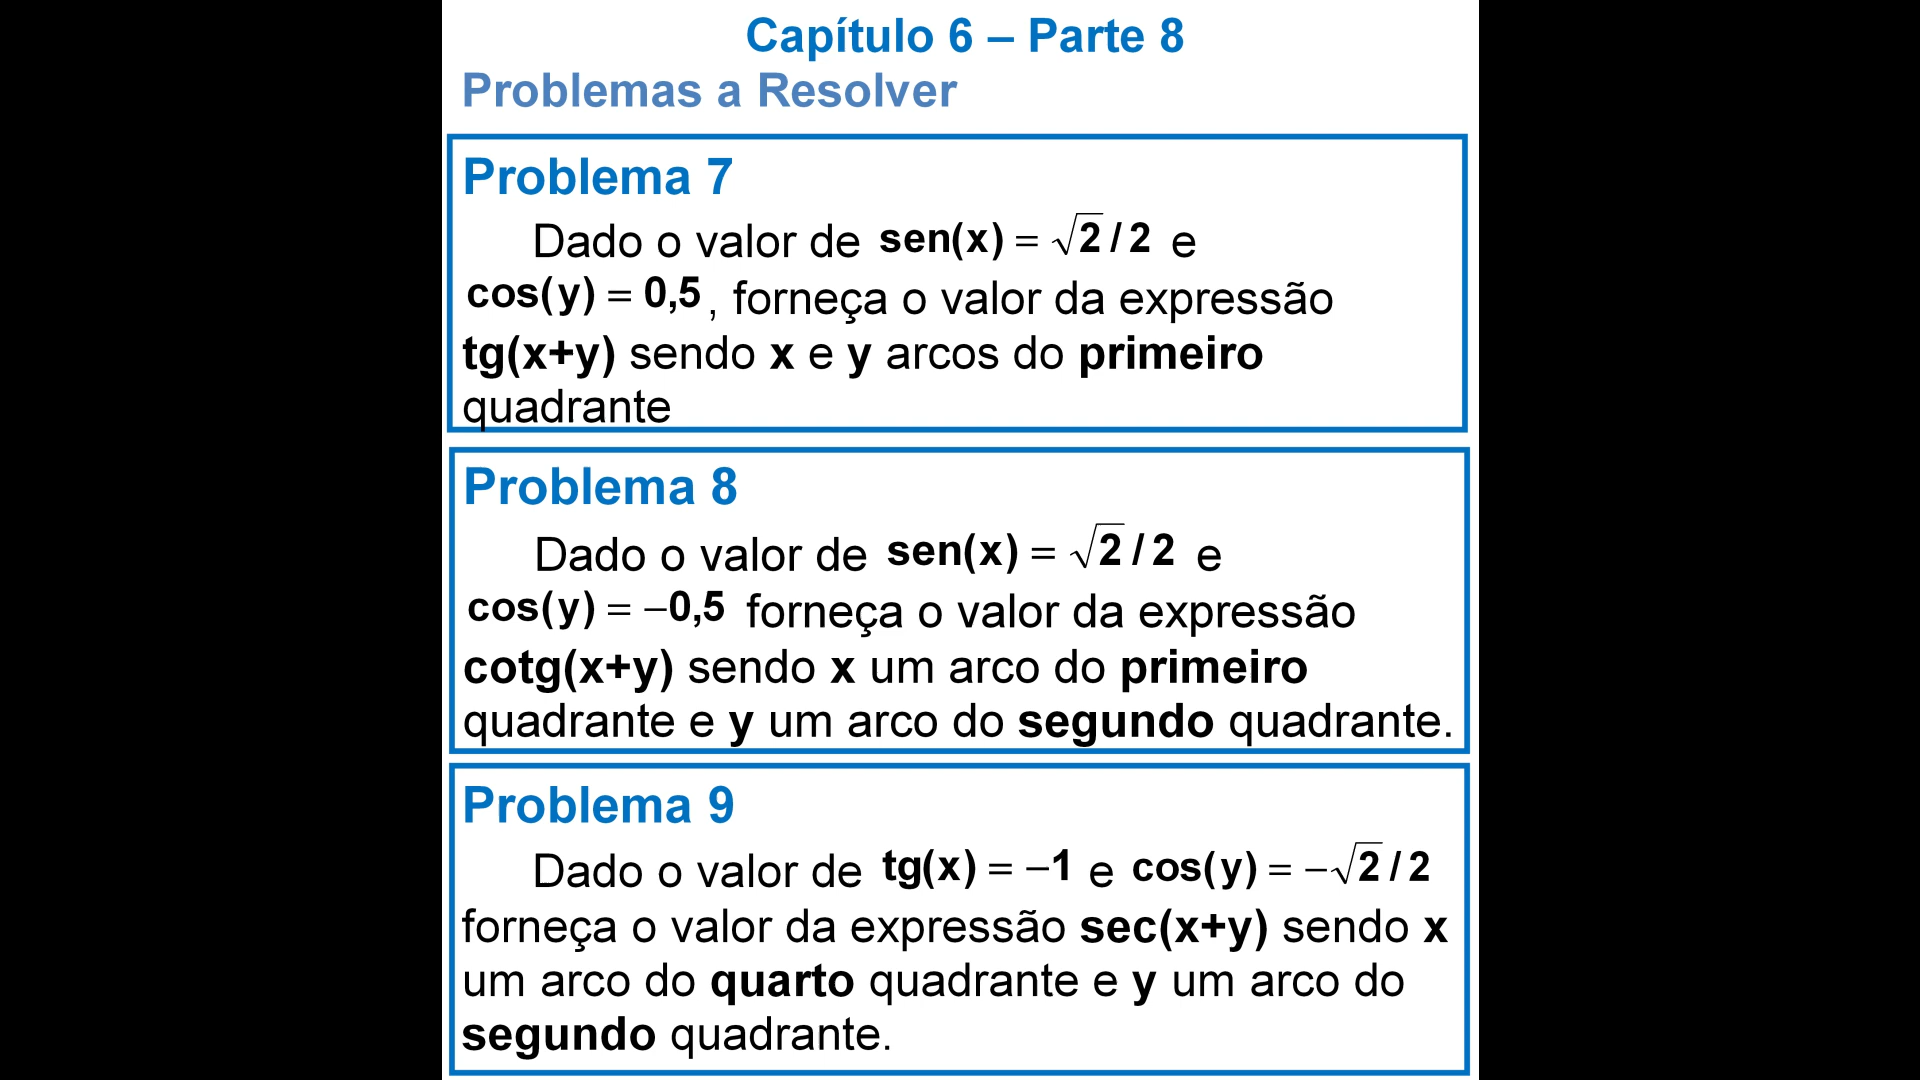 Capítulo 6 – Parte 8
Problemas a Resolver
Problema 7
Dado o valor de sen(x) = √2 / 2 e
cos(y) = 0,5 , forneça o valor da expressão
tg(x+y) sendo x e y arcos do primeiro
quadrante
Problema 8
Dado o valor de sen(x) = √2 / 2 e
cos(y) = –0,5 forneça o valor da expressão
cotg(x+y) sendo x um arco do primeiro
quadrante e y um arco do segundo quadrante.
Problema 9
Dado o valor de tg(x) = –1 e cos(y) = –√2 / 2
forneça o valor da expressão sec(x+y) sendo x
um arco do quarto quadrante e y um arco do
segundo quadrante.